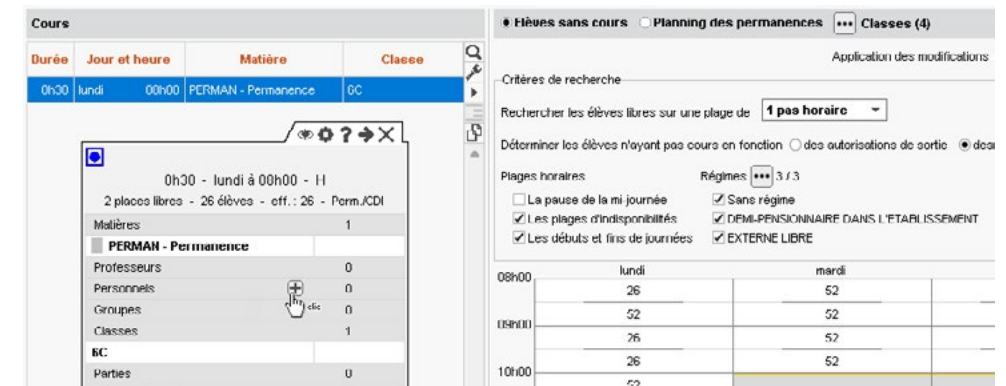 Cours
Durée Jour et heure Matière Classe
0h30 lundi 00h00 PERMAN - Permanence 6C
0h30 - lundi à 00h00 - H
2 places libres - 26 élèves - eff.: 26 - Perm./CDI
Matières 1
PERMAN - Permanence
Professeurs 0
Personnels 0
clic
Groupes 0
Classes 1
6C
Parties 0
Elèves sans cours Planning des permanences ... Classes (4)
Application des modifications
Critères de recherche
Rechercher les élèves libres sur une plage de 1 pas horaire
Déterminer les élèves n'ayant pas cours en fonction des autorisations de sortie
Plages horaires Régimes ... 3 / 3
La pause de la mi-journée Sans régime
Les plages d'indisponibilités DEMI-PENSIONNAIRE DANS L'ETABLISSEMENT
Les débuts et fins de journées EXTERNE LIBRE
lundi mardi
08h00 26 52
52 52
09h00 26 52
26 52
10h00 52